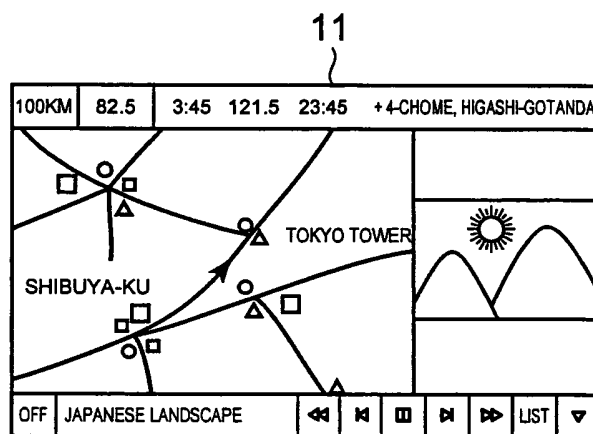 11
100KM 82.5 3:45 121.5 23:45 +4-CHOME, HIGASHI-GOTANDA
TOKYO TOWER
SHIBUYA-KU
OFF JAPANESE LANDSCAPE LIST